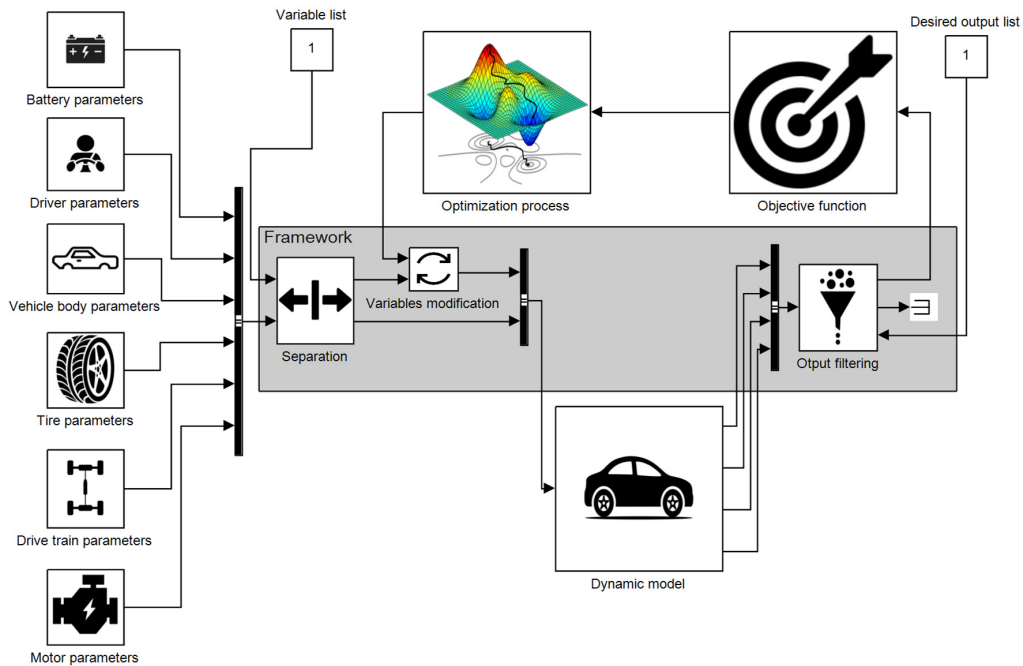 Variable list
1
Desired output list
1
Battery parameters
Driver parameters
Vehicle body parameters
Tire parameters
Drive train parameters
Motor parameters
Optimization process
Objective function
Framework
Separation
Variables modification
Otput filtering
Dynamic model